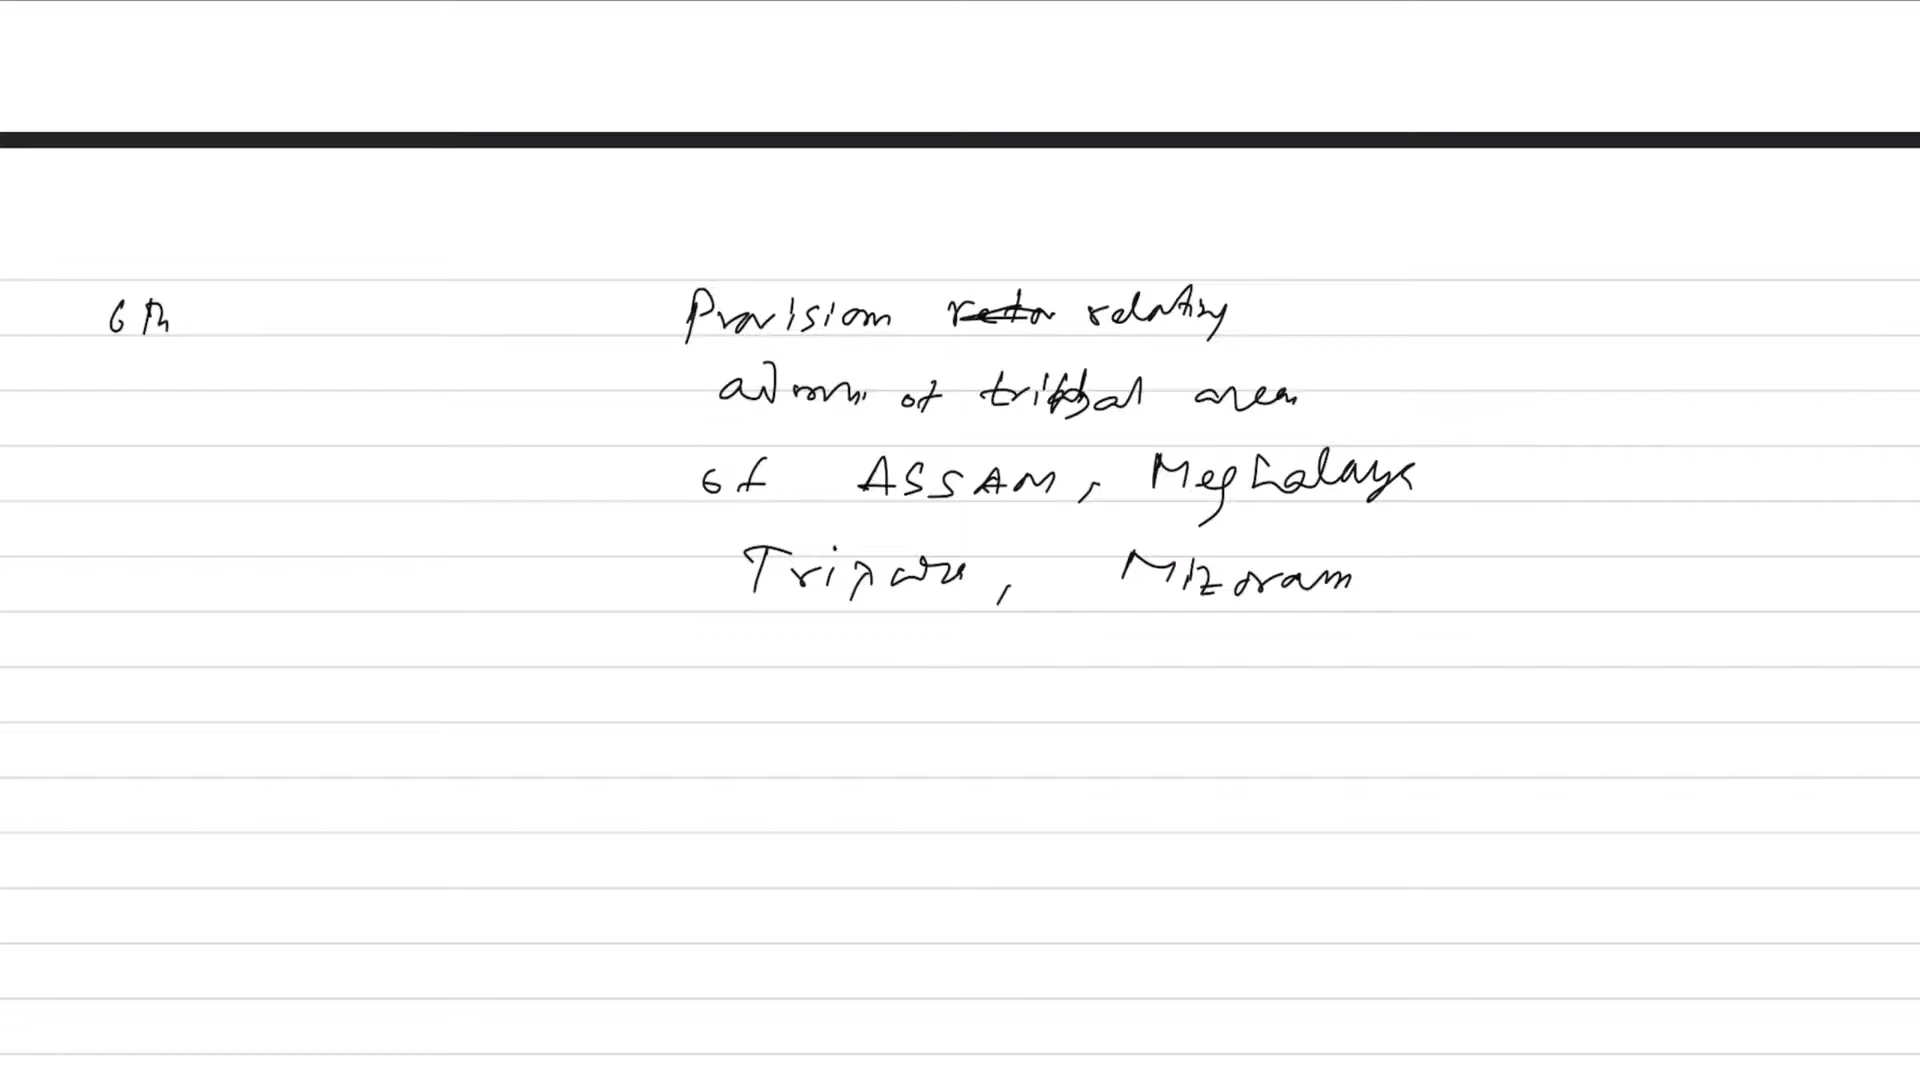 6th Provision relating
admn. of tribal area
of ASSAM, Meghalaya
Tripura, Mizoram